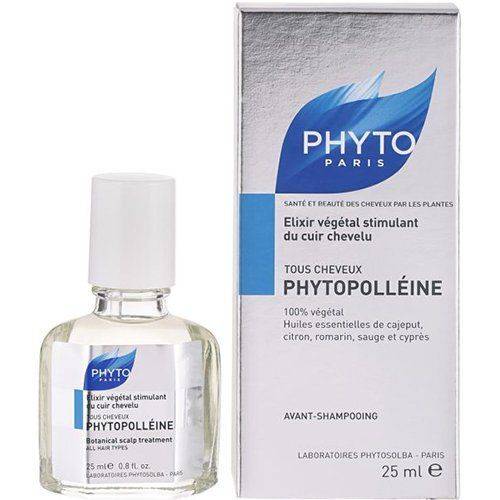 PHYTO
PARIS
SANTÉ ET BEAUTÉ DES CHEVEUX PAR LES PLANTES
Elixir végétal stimulant
du cuir chevelu
TOUS CHEVEUX
PHYTOPOLLÉINE
100% végétal
Huiles essentielles de cajeput,
citron, romarin, sauge et cyprès
AVANT-SHAMPOOING
LABORATOIRES PHYTOSOLBA - PARIS
25 ml e
PHYTO
PARIS
Elixir végétal stimulant
du cuir chevelu
TOUS CHEVEUX
PHYTOPOLLÉINE
Botanical scalp treatment
ALL HAIR TYPES
25 ml e 0.8 fl. oz.
LABORATOIRES PHYTOSOLBA - PARIS